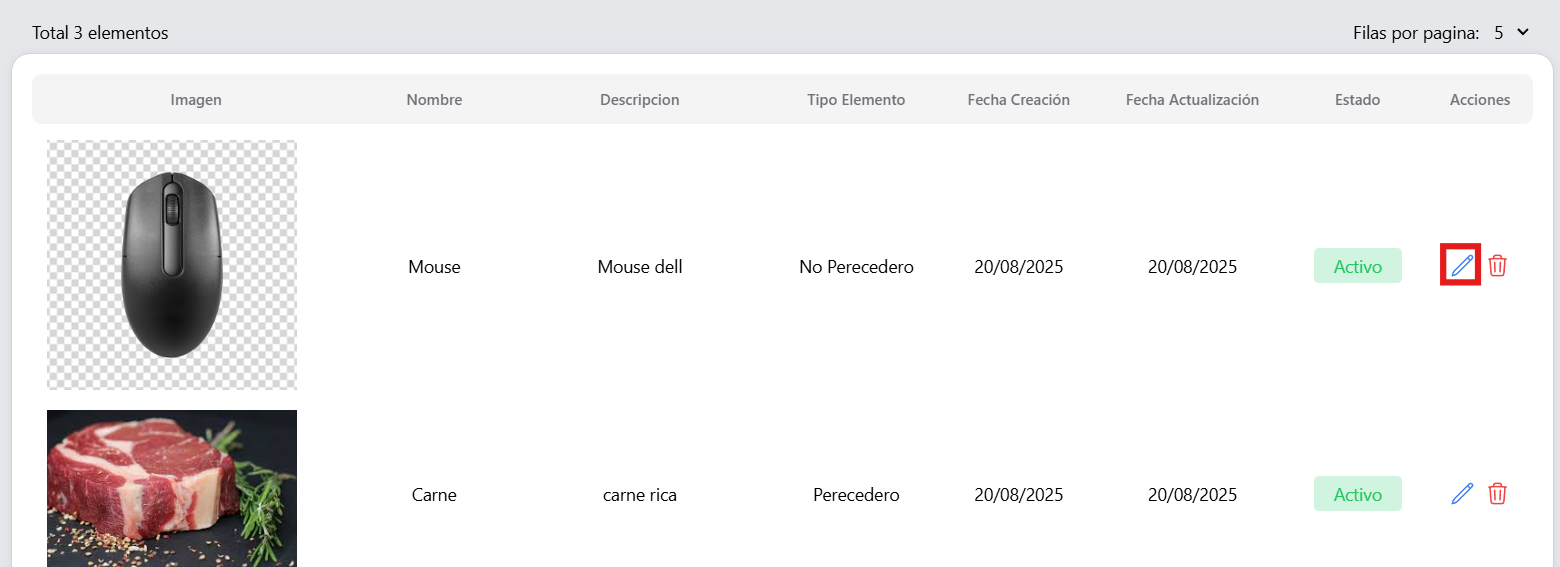 Total 3 elementos
Filas por pagina: 5
Imagen Nombre Descripcion Tipo Elemento Fecha Creación Fecha Actualización Estado Acciones
Mouse Mouse dell No Perecedero 20/08/2025 20/08/2025 Activo
Carne carne rica Perecedero 20/08/2025 20/08/2025 Activo